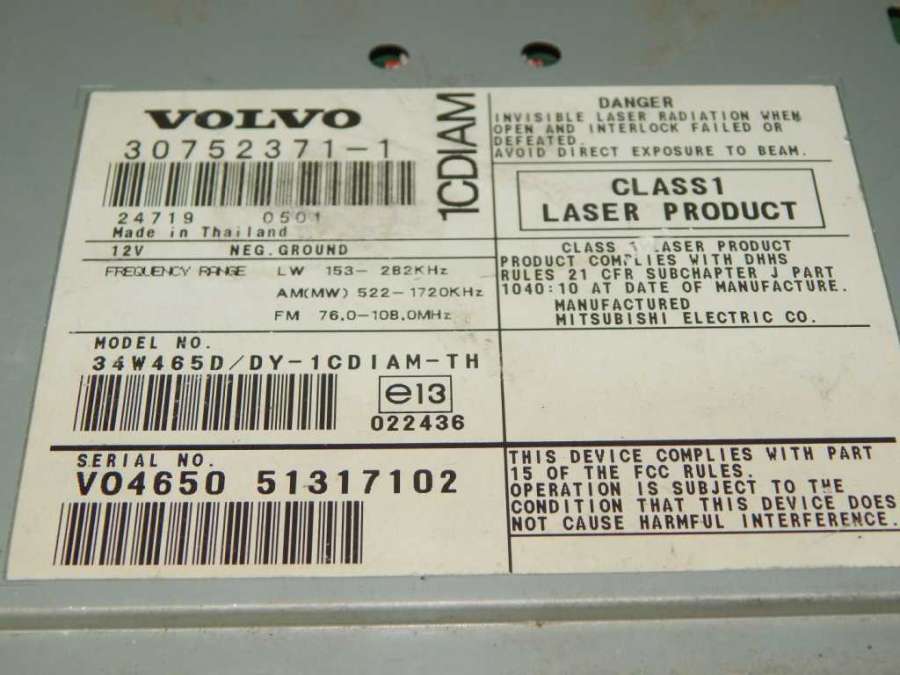 VOLVO
30752371-1
24719 0501
Made in Thailand
1CDIAM
12V NEG.GROUND
FREQUENCY RANGE LW 153-282KHz
AM(MW) 522-1720KHz
FM 76.0-108.0MHz
MODEL NO.
34W465D/DY-1CDIAM-TH
e13
022436
SERIAL NO.
VO4650 51317102
DANGER
INVISIBLE LASER RADIATION WHEN
OPEN AND INTERLOCK FAILED OR
DEFEATED.
AVOID DIRECT EXPOSURE TO BEAM.
CLASS1
LASER PRODUCT
CLASS 1 LASER PRODUCT
PRODUCT COMPLIES WITH DHHS
RULES 21 CFR SUBCHAPTER J PART
1040:10 AT DATE OF MANUFACTURE.
MANUFACTURED
MITSUBISHI ELECTRIC CO.
THIS DEVICE COMPLIES WITH PART
15 OF THE FCC RULES.
OPERATION IS SUBJECT TO THE
CONDITION THAT THIS DEVICE DOES
NOT CAUSE HARMFUL INTERFERENCE.